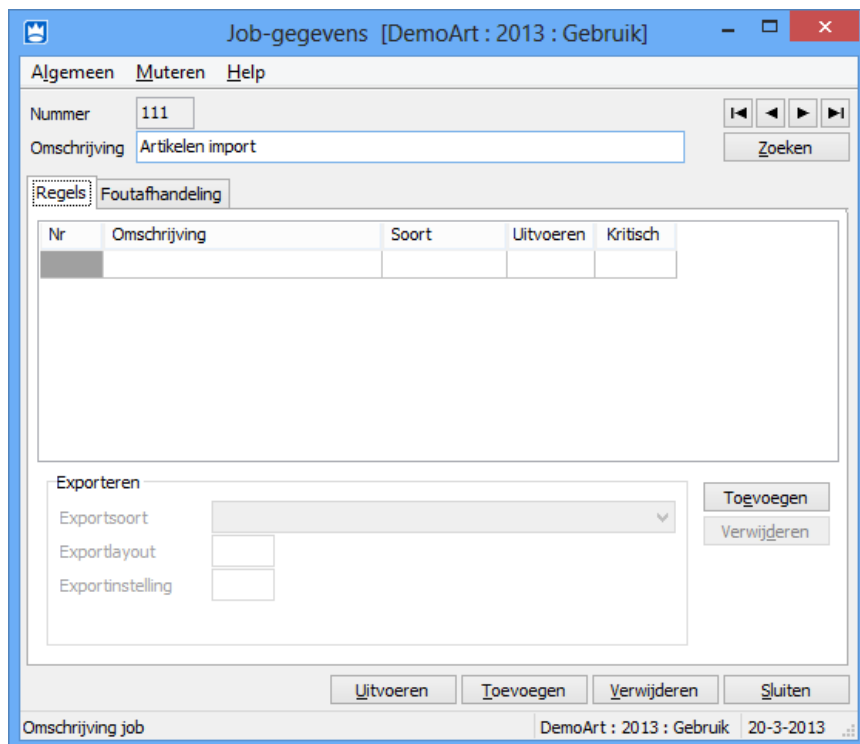 Job-gegevens [DemoArt : 2013 : Gebruik]
Algemeen Muteren Help
Nummer 111
Omschrijving Artikelen import Zoeken
Regels Foutafhandeling
Nr Omschrijving Soort Uitvoeren Kritisch
Exporteren
Toevoegen
Exportsoort
Verwijderen
Exportlayout
Exportinstelling
Uitvoeren Toevoegen Verwijderen Sluiten
Omschrijving job DemoArt : 2013 : Gebruik 20-3-2013